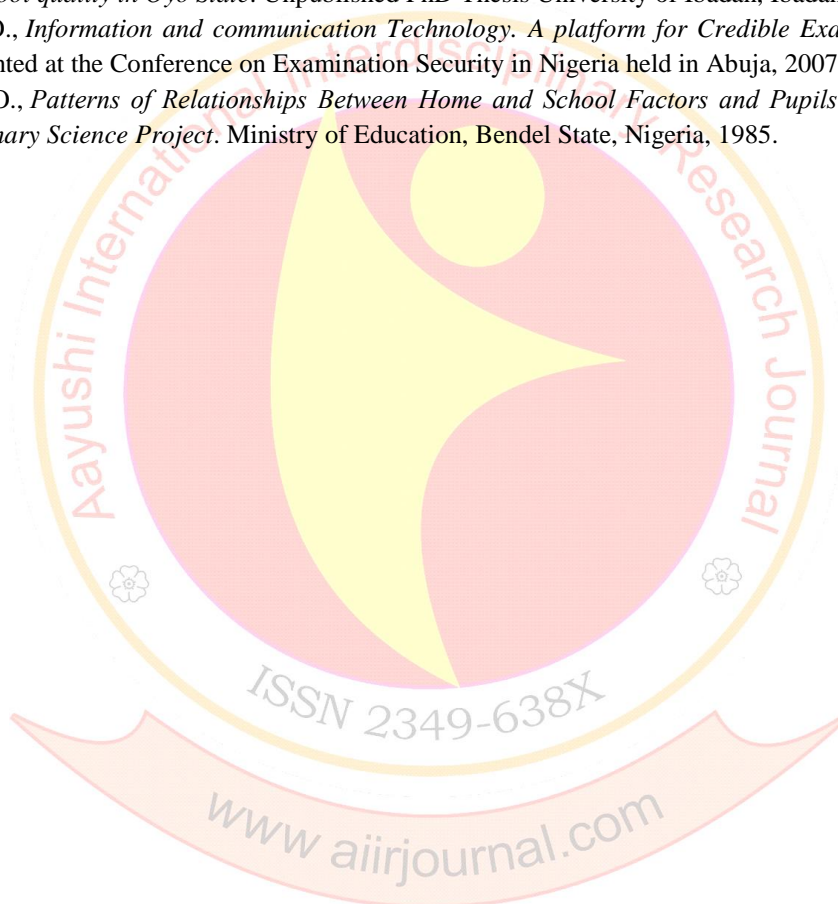 ool quality in Oyo State. Unpublished PhD Thesis University of Ibadan, Ibadan
O., Information and communication Technology. A platform for Credible Exa
nted at the Conference on Examination Security in Nigeria held in Abuja, 2007
O., Patterns of Relationships Between Home and School Factors and Pupils
nary Science Project. Ministry of Education, Bendel State, Nigeria, 1985.
Aayushi International Interdisciplinary Research Journal
ISSN 2349-638X
www aiirjournal.com